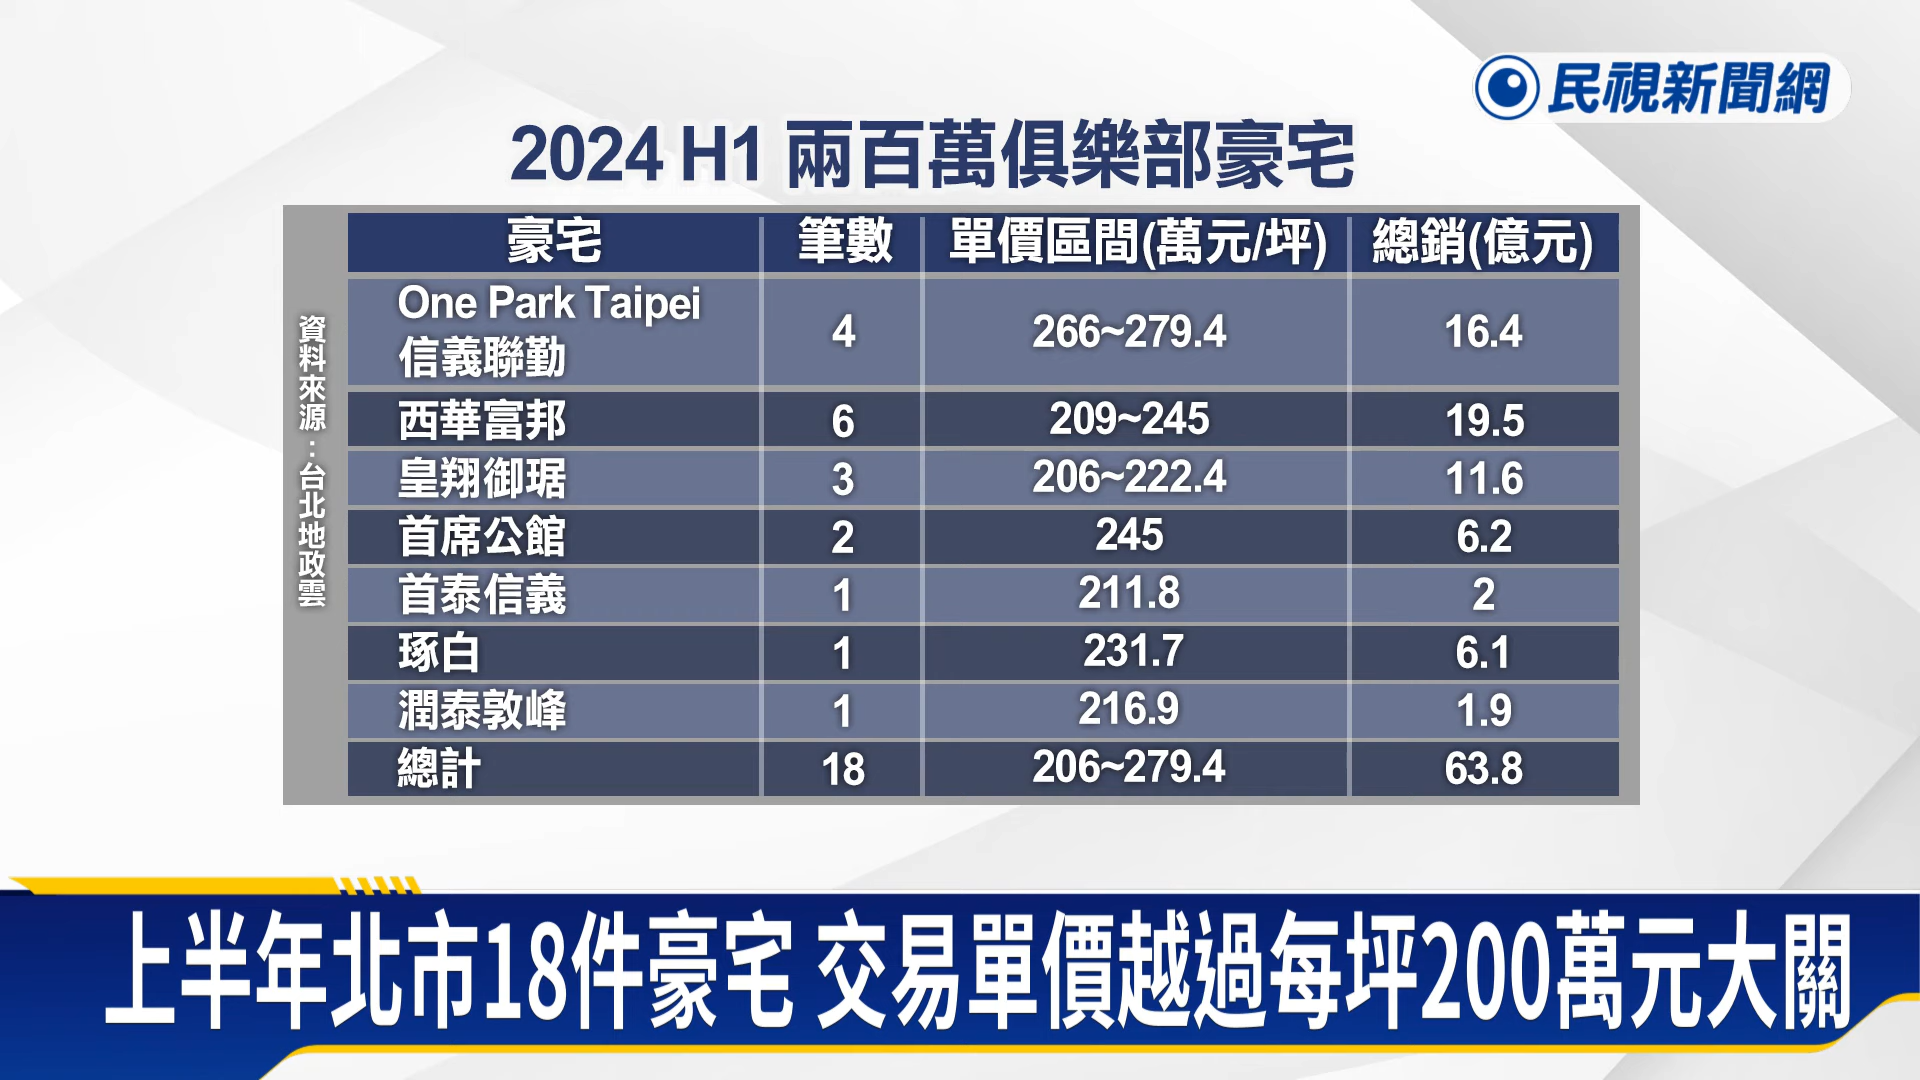 民視新聞網
2024 H1 兩百萬俱樂部豪宅
豪宅 筆數 單價區間(萬元/坪) 總銷(億元)
One Park Taipei
信義聯勤 4 266~279.4 16.4
西華富邦 6 209~245 19.5
皇翔御琚 3 206~222.4 11.6
首席公館 2 245 6.2
首泰信義 1 211.8 2
琢白 1 231.7 6.1
潤泰敦峰 1 216.9 1.9
總計 18 206~279.4 63.8
資料來源:台北地政雲
上半年北市18件豪宅 交易單價越過每坪200萬元大關